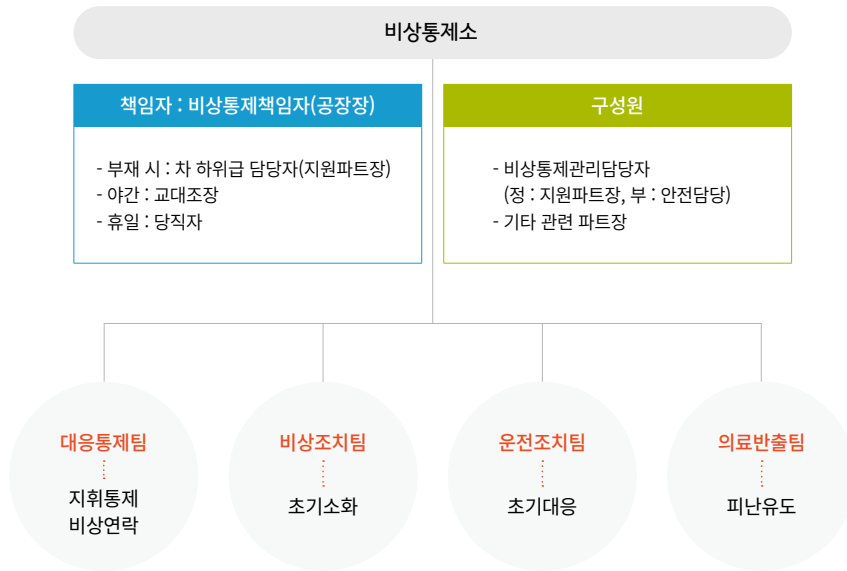 비상통제소
책임자 : 비상통제책임자(공장장)
- 부재 시 : 차 하위급 담당자(지원파트장)
- 야간 : 교대조장
- 휴일 : 당직자
구성원
- 비상통제관리담당자
(정 : 지원파트장, 부 : 안전담당)
- 기타 관련 파트장
대응통제팀
지휘통제
비상연락
비상조치팀
초기소화
운전조치팀
초기대응
의료반출팀
피난유도